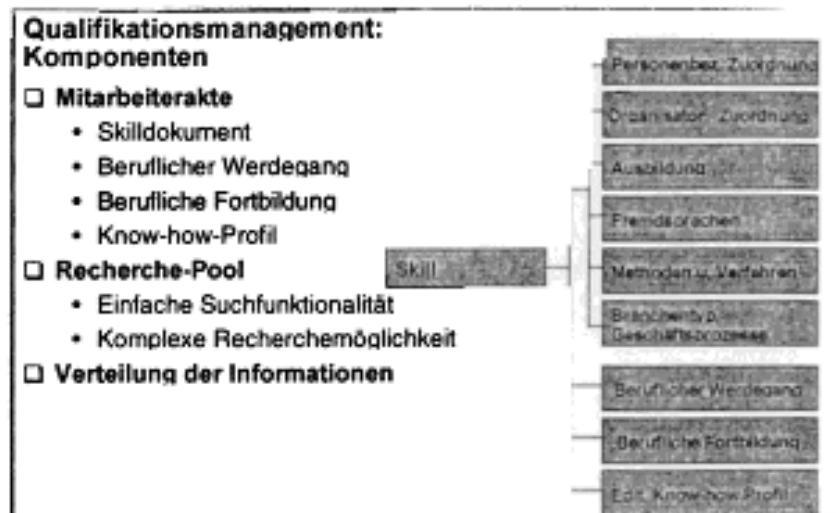 Qualifikationsmanagement:
Komponenten
❑ Mitarbeiterakte
• Skilldokument
• Beruflicher Werdegang
• Berufliche Fortbildung
• Know-how-Profil
❑ Recherche-Pool
• Einfache Suchfunktionalität
• Komplexe Recherchemöglichkeit
❑ Verteilung der Informationen
Skill
Personenbez. Zuordnung
Organisator. Zuordnung
Ausbildung
Fremdsprachen
Methoden u. Verfahren
Branchentyp
Geschäftsprozesse
Beruflicher Werdegang
Berufliche Fortbildung
Edit. Know-how Profil